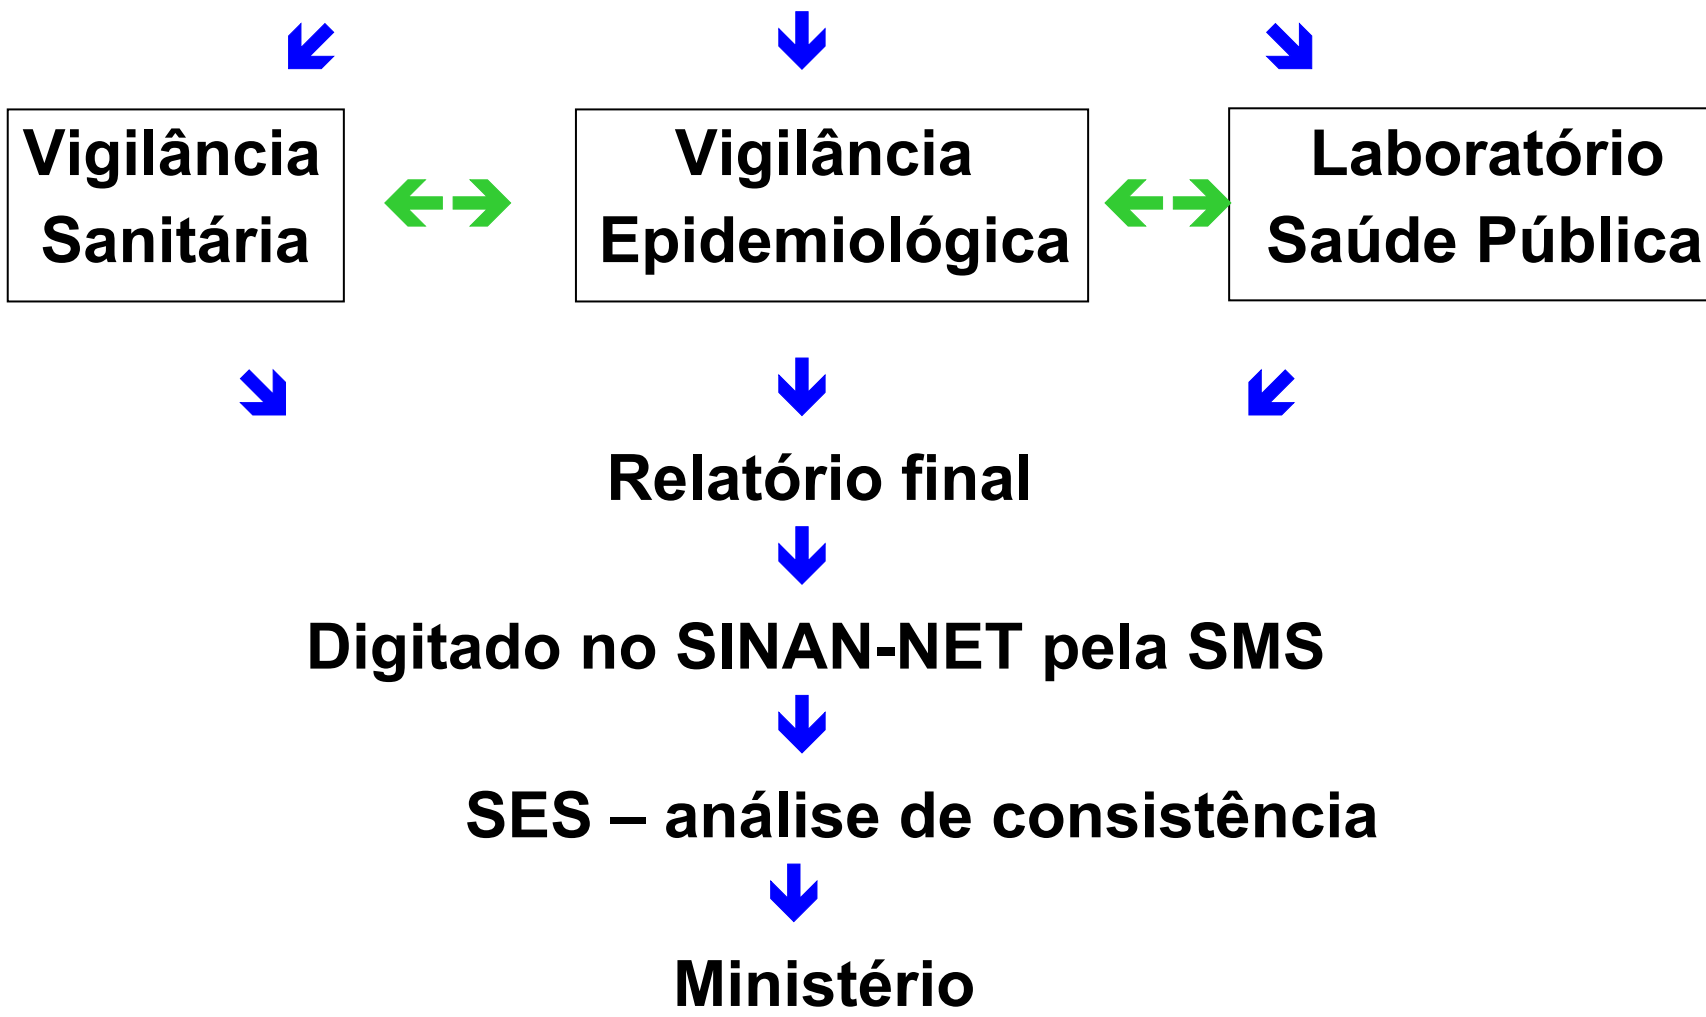 Vigilância
Sanitária
Vigilância
Epidemiológica
Laboratório
Saúde Pública
Relatório final
Digitado no SINAN-NET pela SMS
SES – análise de consistência
Ministério